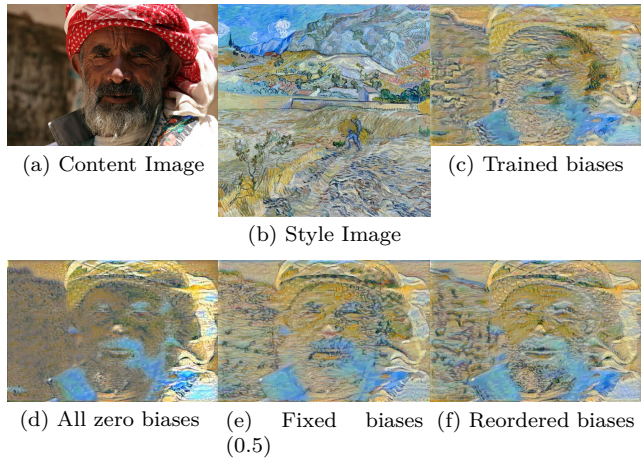 (a) Content Image
(c) Trained biases
(b) Style Image
(d) All zero biases
(e) Fixed biases
(0.5)
(f) Reordered biases